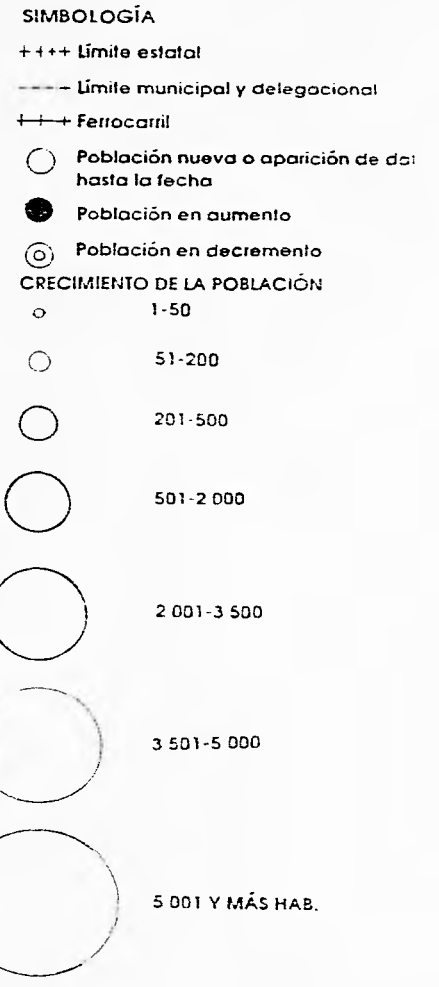 SIMBOLOGÍA
++++ Límite estatal
---- Límite municipal y delegacional
Ferrocarril
Población nueva o aparición de
hasta la fecha
Población en aumento
Población en decremento
CRECIMIENTO DE LA POBLACIÓN
1-50
51-200
201-500
501-2 000
2 001-3 500
3 501-5 000
5 001 Y MÁS HAB.